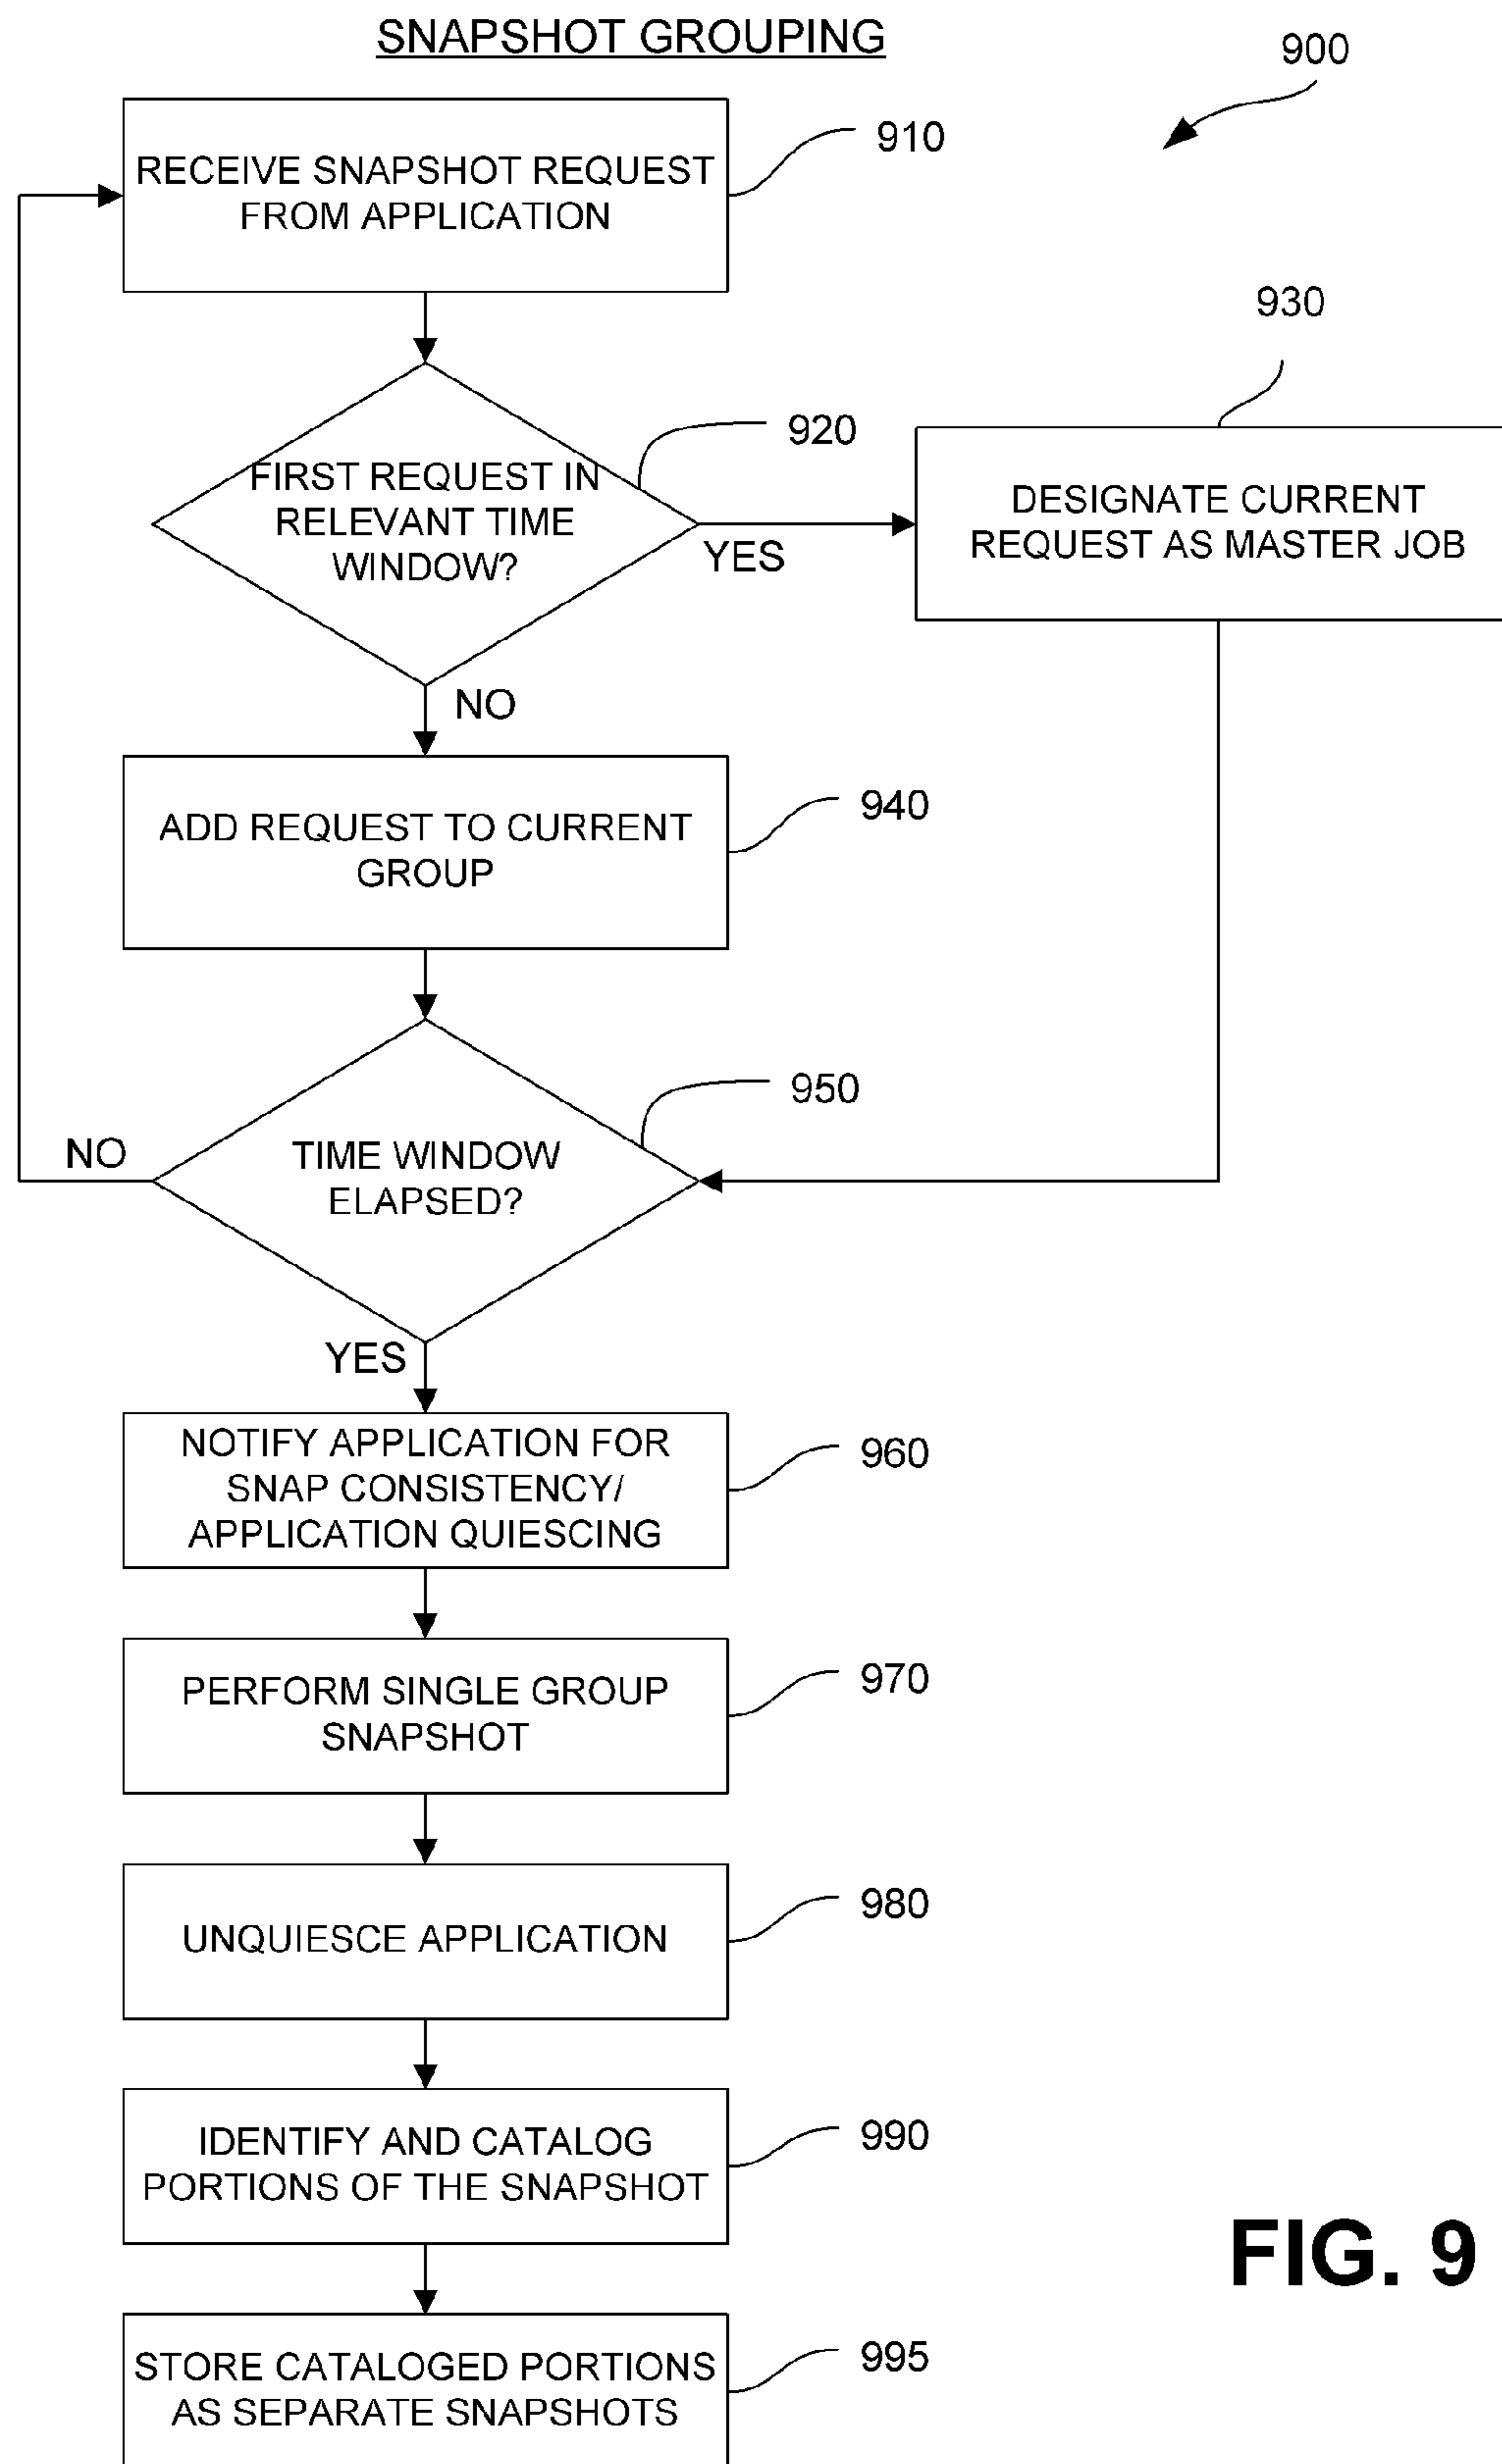 SNAPSHOT GROUPING
900
RECEIVE SNAPSHOT REQUEST
FROM APPLICATION
910
FIRST REQUEST IN
RELEVANT TIME
WINDOW?
920
YES
930
DESIGNATE CURRENT
REQUEST AS MASTER JOB
NO
ADD REQUEST TO CURRENT
GROUP
940
TIME WINDOW
ELAPSED?
950
NO
YES
NOTIFY APPLICATION FOR
SNAP CONSISTENCY/
APPLICATION QUIESCING
960
PERFORM SINGLE GROUP
SNAPSHOT
970
UNQUIESCE APPLICATION
980
IDENTIFY AND CATALOG
PORTIONS OF THE SNAPSHOT
990
STORE CATALOGED PORTIONS
AS SEPARATE SNAPSHOTS
995
FIG. 9